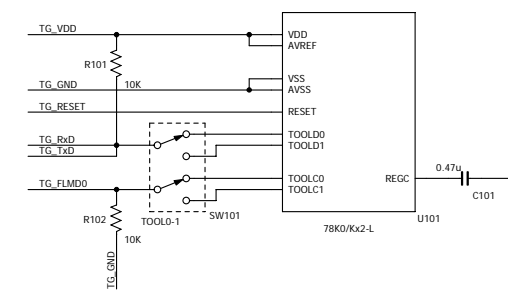 TG_VDD
VDD
AVREF
R101
10K
TG_GND
VSS
AVSS
TG_RESET
RESET
TG_RxD
TG_TxD
TOOLD0
TOOLD1
TG_FLMD0
TOOLC0
TOOLC1
REGC
0.47u
C101
R102
10K
TOOL0-1
SW101
U101
78K0/Kx2-L
TG_GND